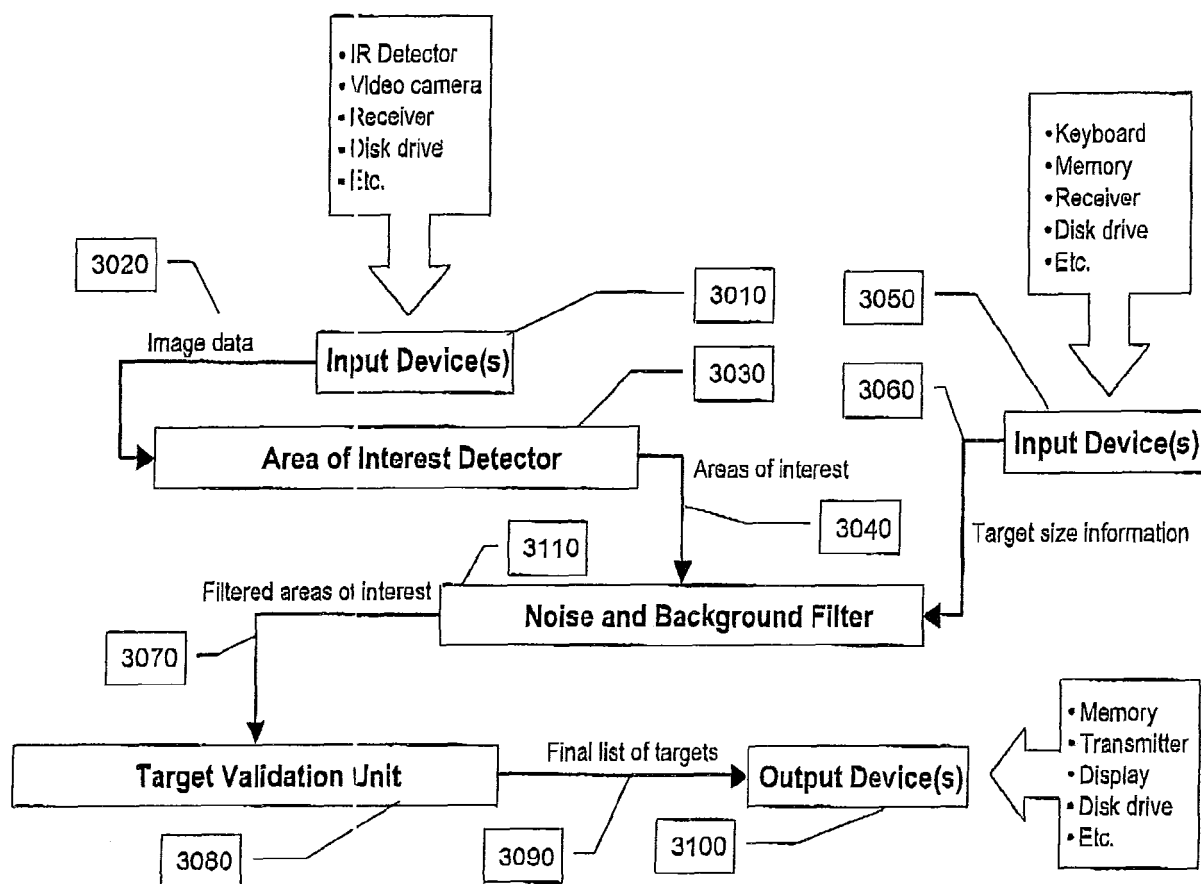 • IR Detector
• Video camera
• Receiver
• Disk drive
• Etc.
• Keyboard
• Memory
• Receiver
• Disk drive
• Etc.
3020
3010
3050
Image data
Input Device(s)
3030
3060
Input Device(s)
Area of Interest Detector
Areas of interest
3040
Target size information
3110
Filtered areas of interest
Noise and Background Filter
3070
• Memory
• Transmitter
• Display
• Disk drive
• Etc.
Target Validation Unit
Final list of targets
Output Device(s)
3080
3090
3100